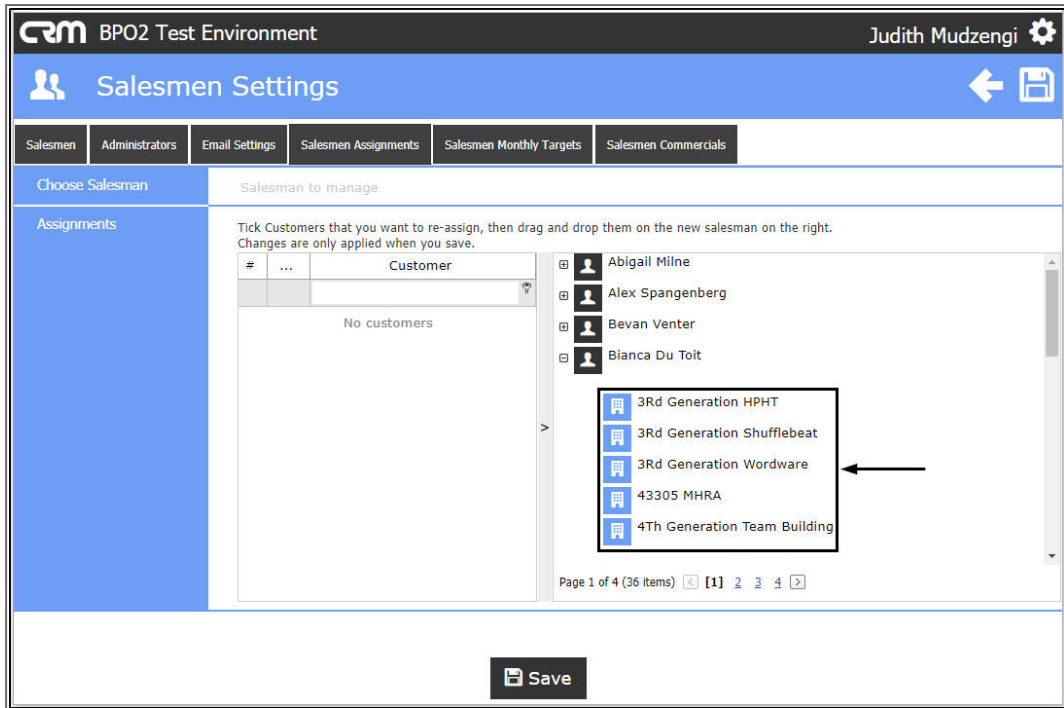 CRM BPO2 Test Environment
Judith Mudzengi
Salesmen Settings
Salesmen
Administrators
Email Settings
Salesmen Assignments
Salesmen Monthly Targets
Salesmen Commercials
Choose Salesman
Salesman to manage
Assignments
Tick Customers that you want to re-assign, then drag and drop them on the new salesman on the right.
Changes are only applied when you save.
# ... Customer
No customers
>
Abigail Milne
Alex Spangenberg
Bevan Venter
Bianca Du Toit
3Rd Generation HPHT
3Rd Generation Shufflebeat
3Rd Generation Wordware
43305 MHRA
4Th Generation Team Building
Page 1 of 4 (36 items) < [1] 2 3 4 >
Save